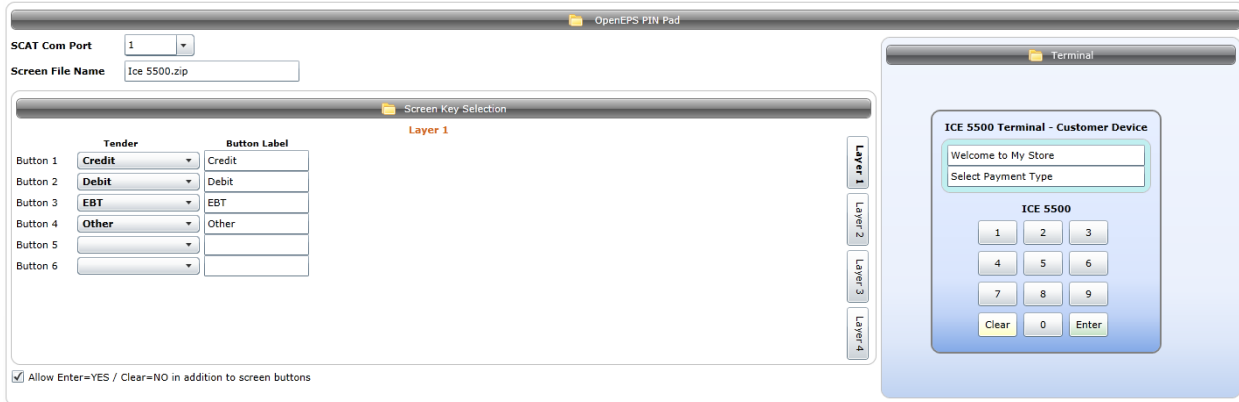 OpenEPS PIN Pad
SCAT Com Port 1
Screen File Name Ice 5500.zip
Screen Key Selection
Layer 1
Tender Button Label
Button 1 Credit Credit
Button 2 Debit Debit
Button 3 EBT EBT
Button 4 Other Other
Button 5
Button 6
Layer 1
Layer 2
Layer 3
Layer 4
Allow Enter=YES / Clear=NO in addition to screen buttons
Terminal
ICE 5500 Terminal - Customer Device
Welcome to My Store
Select Payment Type
ICE 5500
1 2 3
4 5 6
7 8 9
Clear 0 Enter